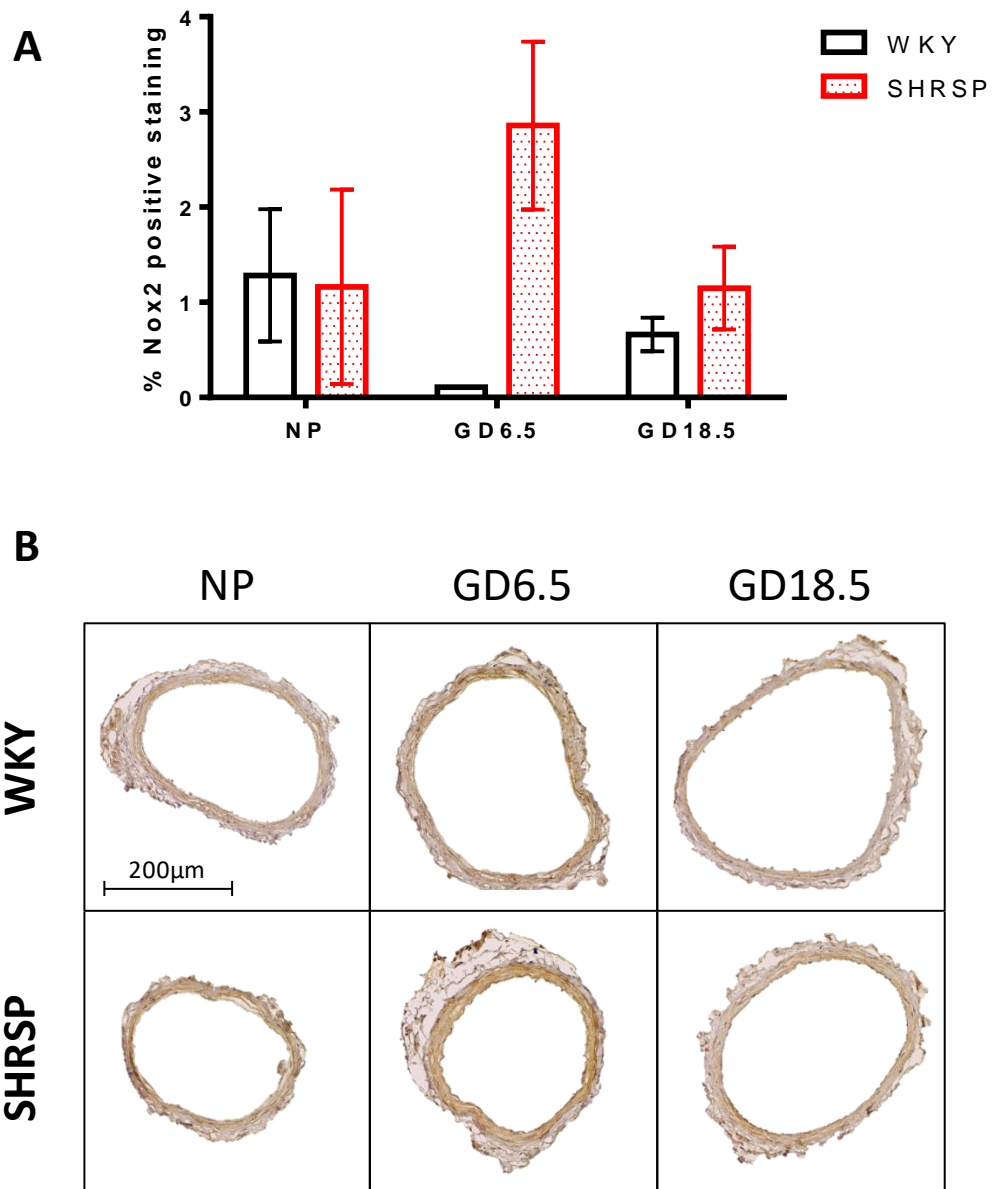 A
% Nox2 positive staining
4
3
2
1
0
NP
GD6.5
GD18.5
WKY
SHRSP
B
NP GD6.5 GD18.5
WKY
200μm
SHRSP